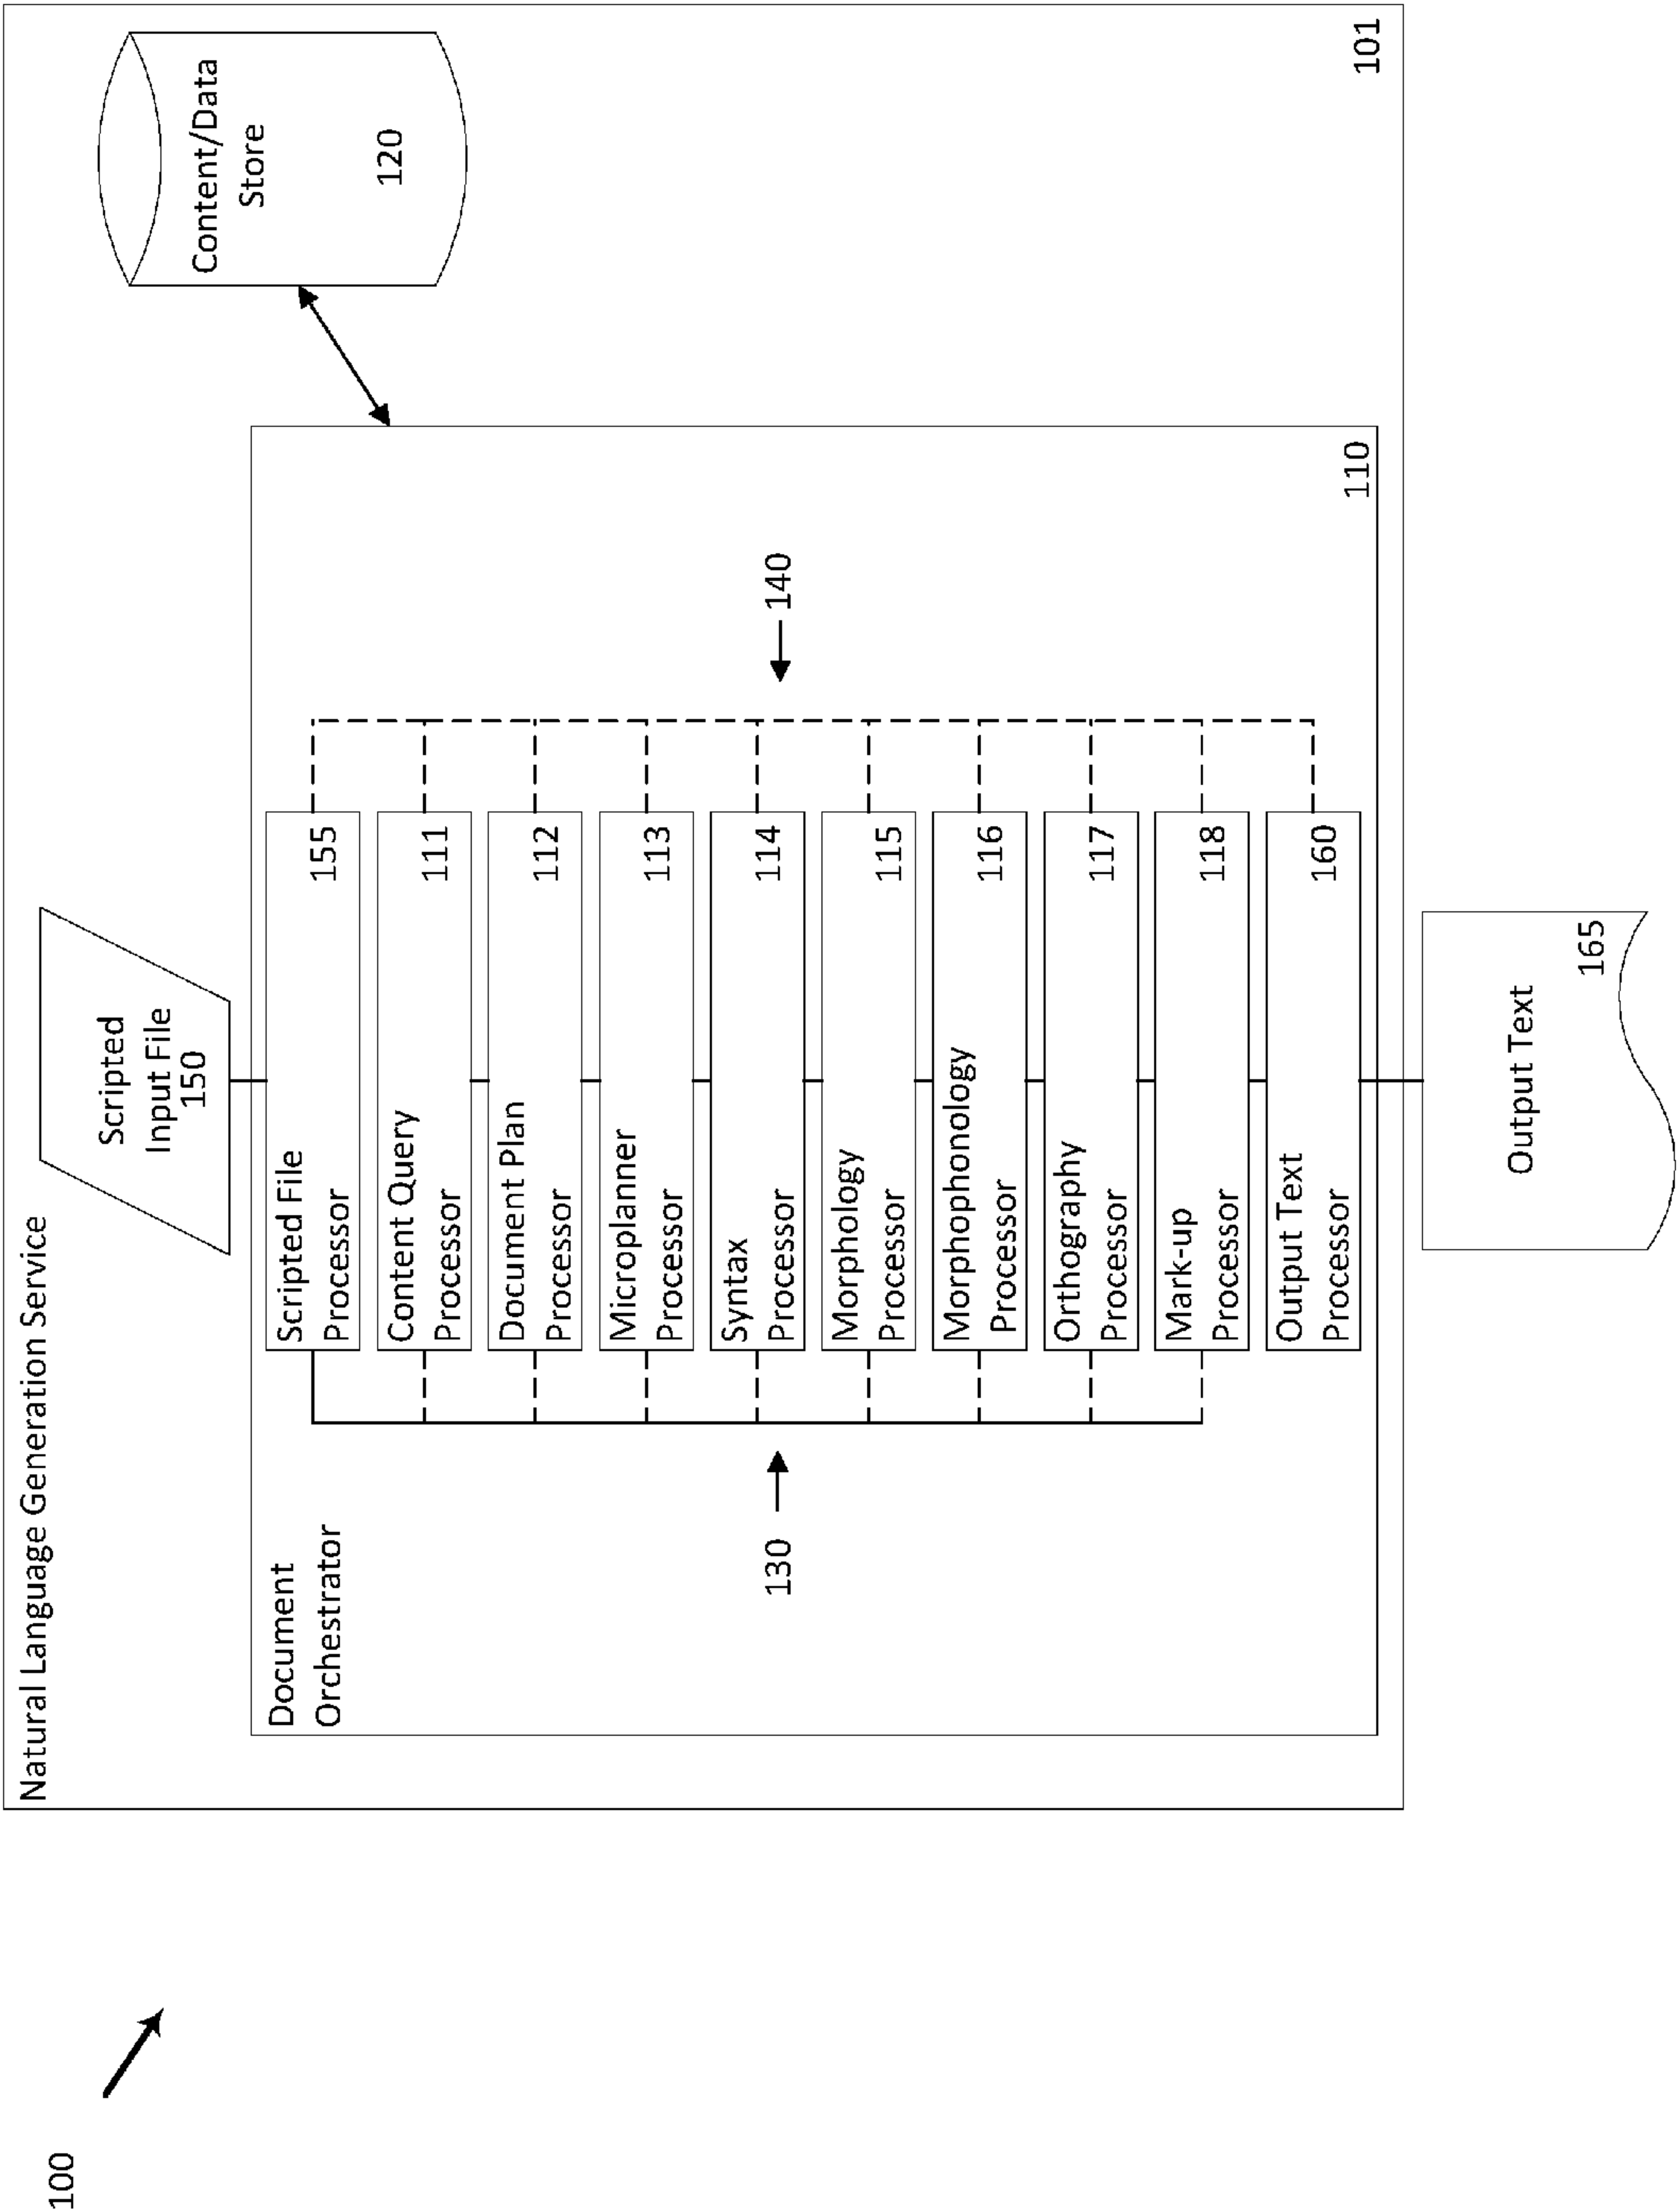 100
Natural Language Generation Service
Scripted
Input File
150
Content/Data
Store
120
Document
Orchestrator
Scripted File
Processor
155
Content Query
Processor
111
Document Plan
Processor
112
Microplanner
Processor
113
Syntax
Processor
114
Morphology
Processor
115
Morphophonology
Processor
116
Orthography
Processor
117
Mark-up
Processor
118
Output Text
Processor
160
130
140
110
101
Output Text
165